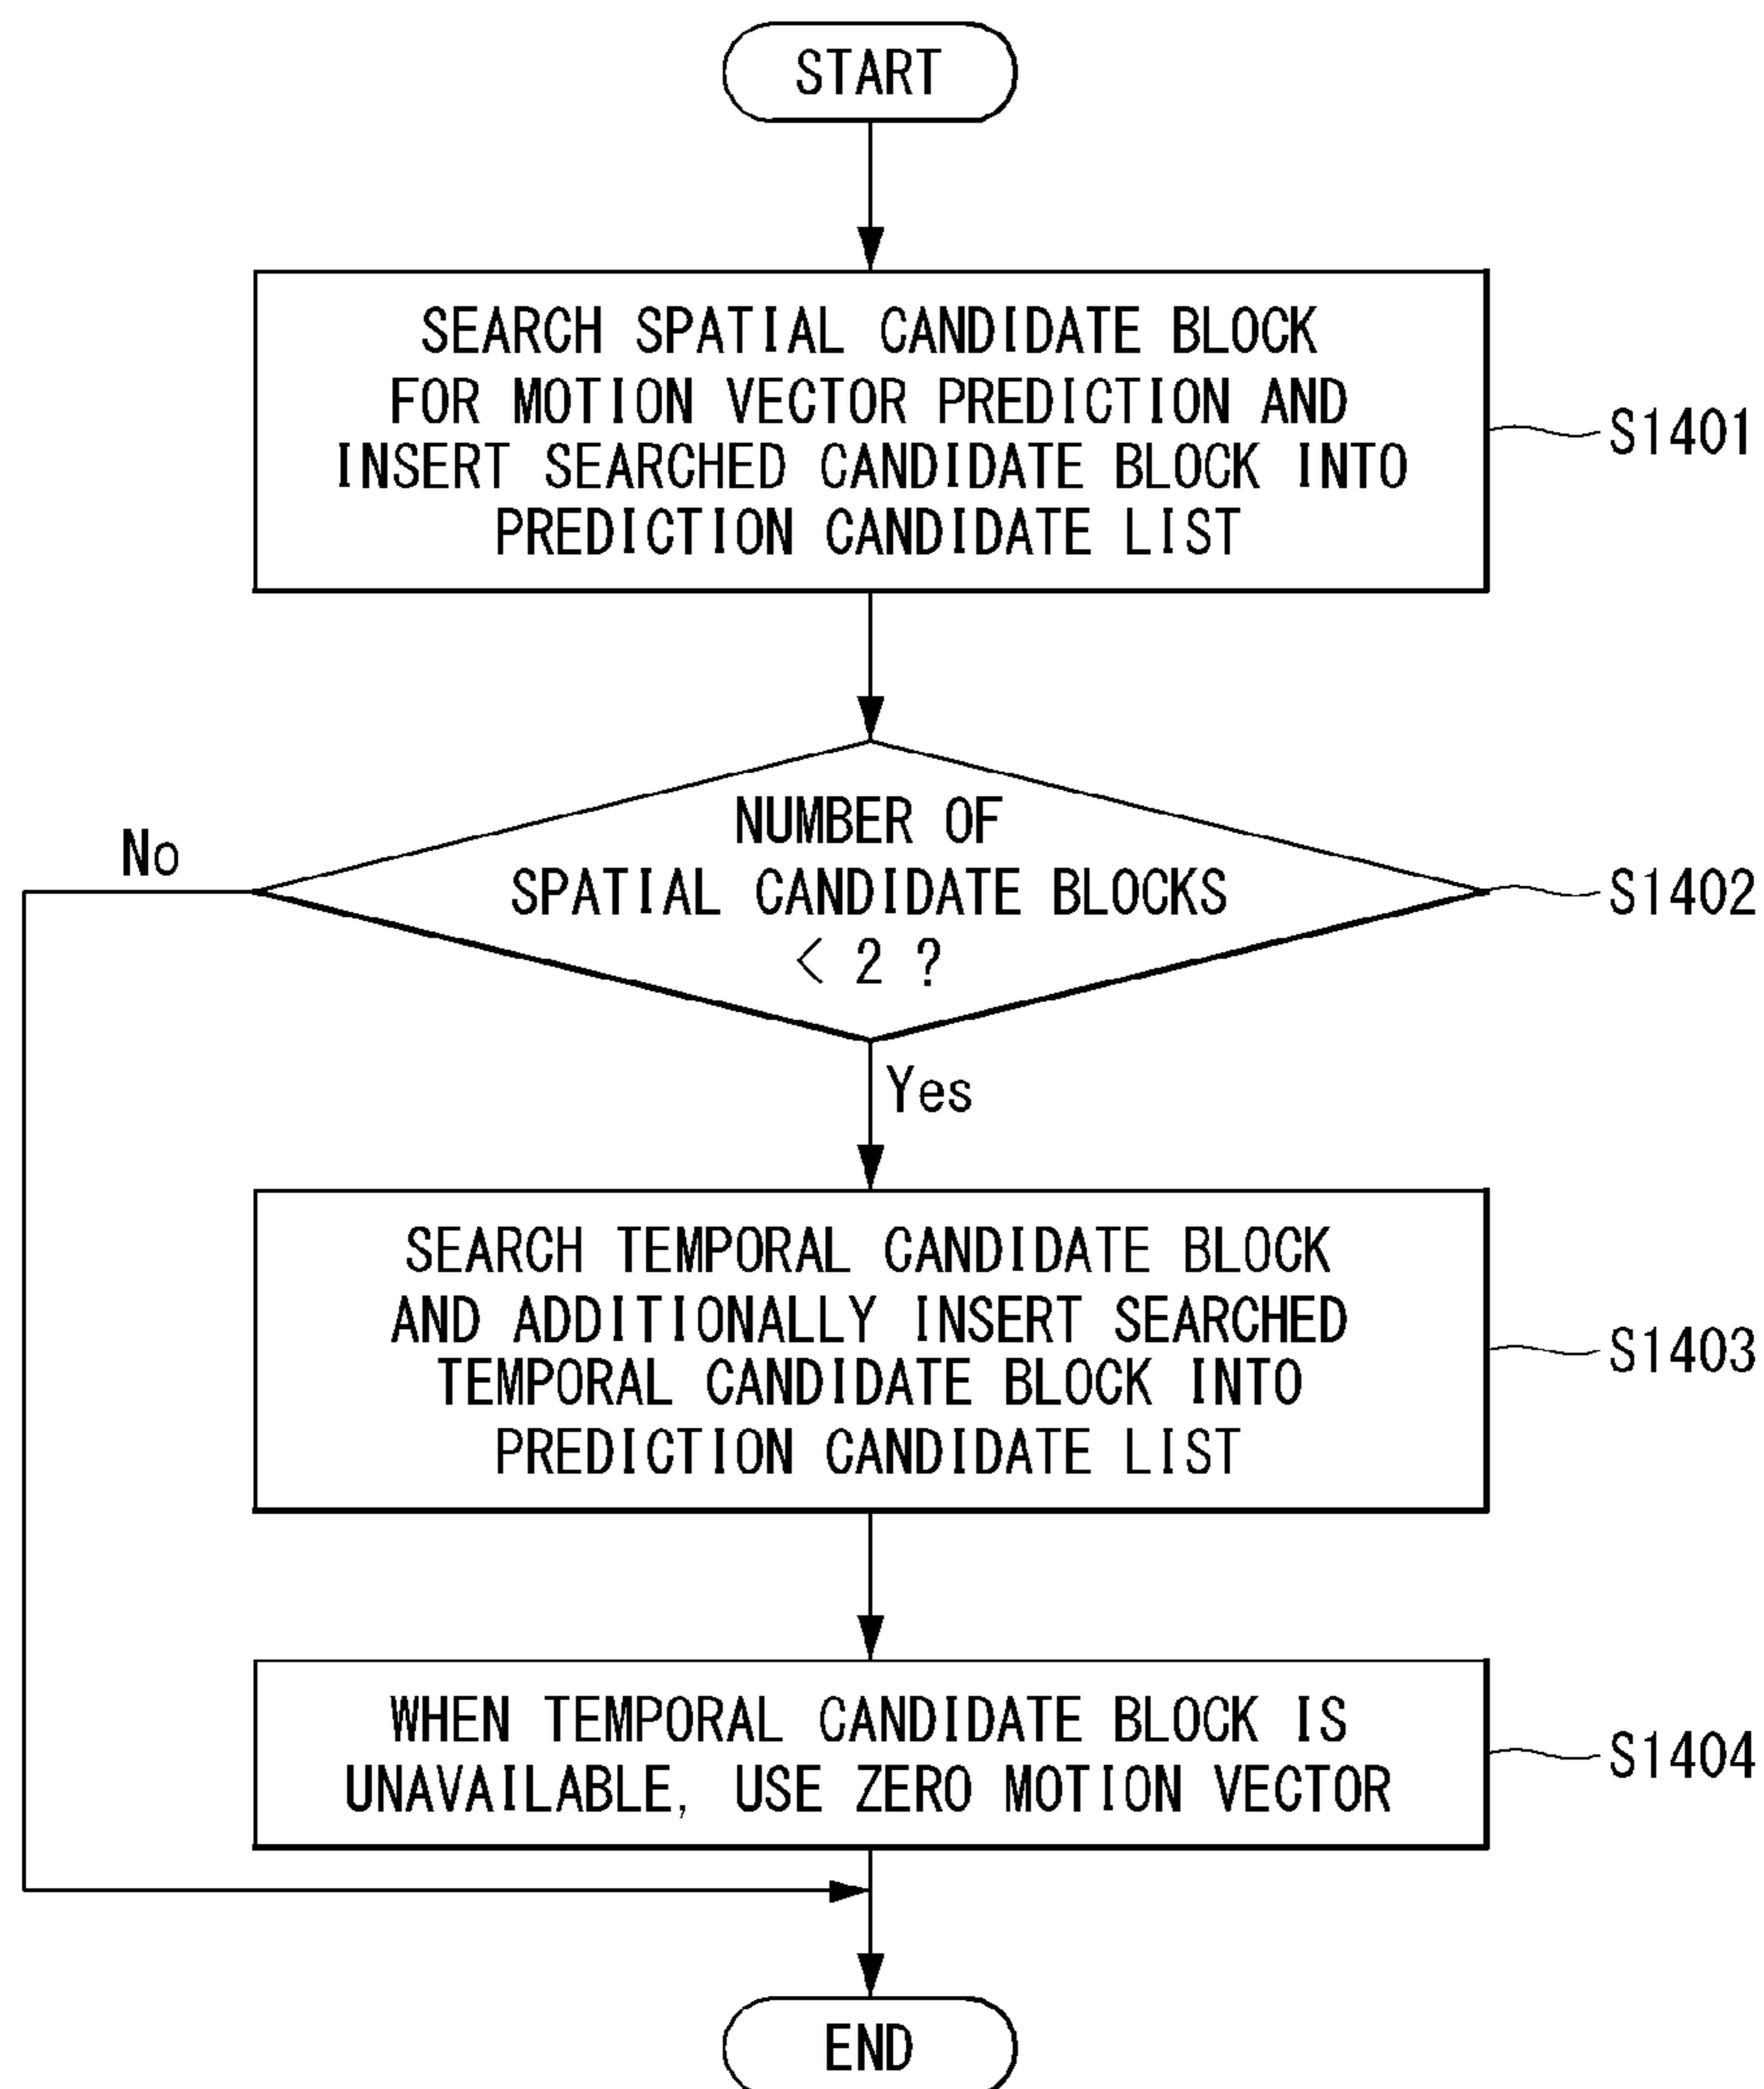 START
SEARCH SPATIAL CANDIDATE BLOCK
FOR MOTION VECTOR PREDICTION AND
INSERT SEARCHED CANDIDATE BLOCK INTO
PREDICTION CANDIDATE LIST
S1401
NUMBER OF
SPATIAL CANDIDATE BLOCKS
< 2 ?
S1402
No
Yes
SEARCH TEMPORAL CANDIDATE BLOCK
AND ADDITIONALLY INSERT SEARCHED
TEMPORAL CANDIDATE BLOCK INTO
PREDICTION CANDIDATE LIST
S1403
WHEN TEMPORAL CANDIDATE BLOCK IS
UNAVAILABLE, USE ZERO MOTION VECTOR
S1404
END